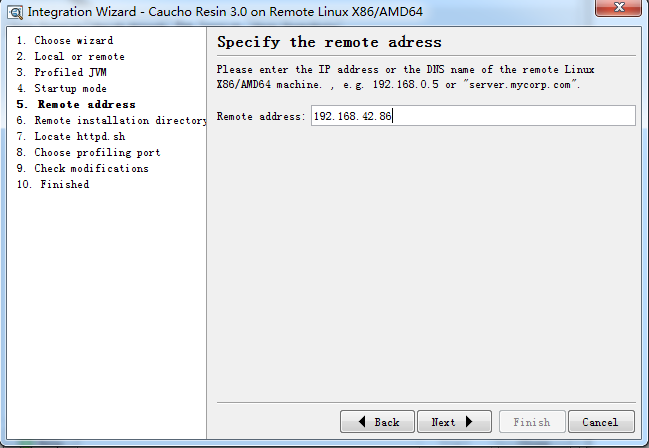 Integration Wizard - Caucho Resin 3.0 on Remote Linux X86/AMD64
1. Choose wizard
2. Local or remote
3. Profiled JVM
4. Startup mode
5. Remote address
6. Remote installation directory
7. Locate httpd.sh
8. Choose profiling port
9. Check modifications
10. Finished
Specify the remote adress
Please enter the IP address or the DNS name of the remote Linux
X86/AMD64 machine. , e.g. 192.168.0.5 or "server.mycorp.com".
Remote address: 192.168.42.86
Back Next Finish Cancel